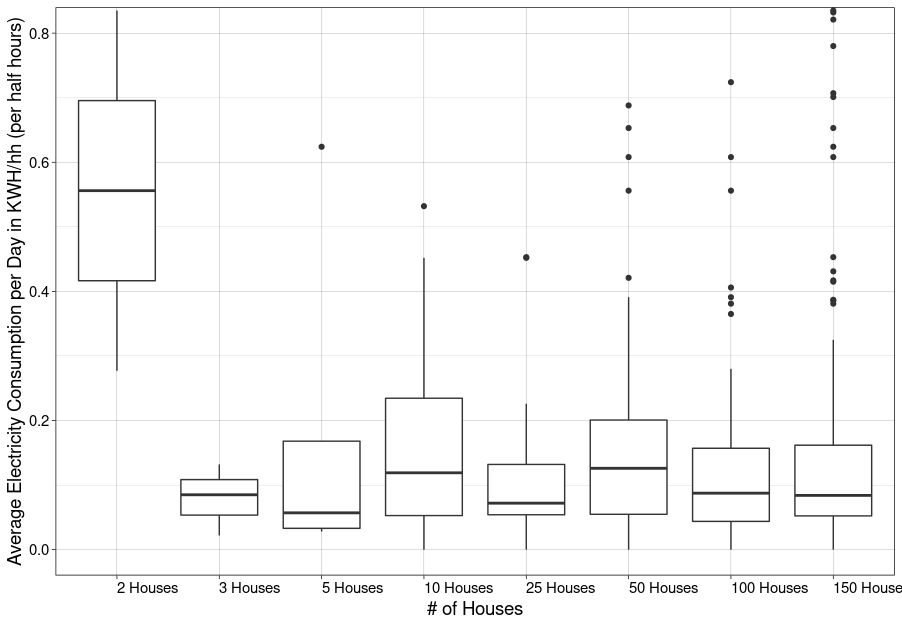 Average Electricity Consumption per Day in KWH/hh (per half hours)
0.8
0.6
0.4
0.2
0.0
2 Houses 3 Houses 5 Houses 10 Houses 25 Houses 50 Houses 100 Houses 150 House
# of Houses